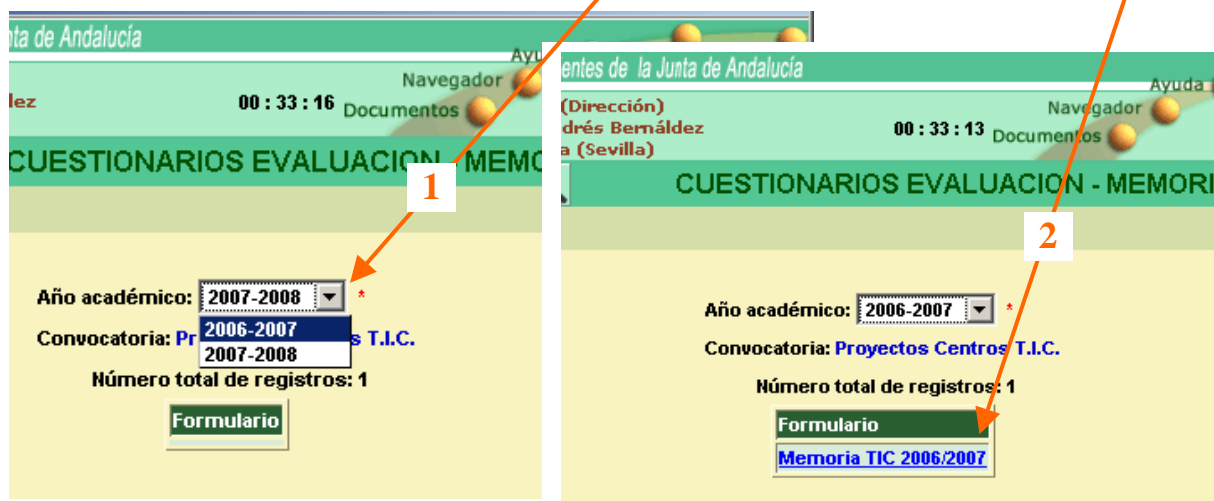 ta de Andalucía
Ayu
Navegador
lez
00 : 33 : 16
Documentos
CUESTIONARIOS EVALUACION - MEMO
1
Año académico: 2007-2008 *
2006-2007
2007-2008
Convocatoria: Pr s T.I.C.
Número total de registros: 1
Formulario
entes de la Junta de Andalucía
Ayuda
(Dirección)
Navegador
drés Bernáldez
00 : 33 : 13
Documentos
a (Sevilla)
CUESTIONARIOS EVALUACION - MEMORI
2
Año académico: 2006-2007 *
Convocatoria: Proyectos Centros T.I.C.
Número total de registros: 1
Formulario
Memoria TIC 2006/2007